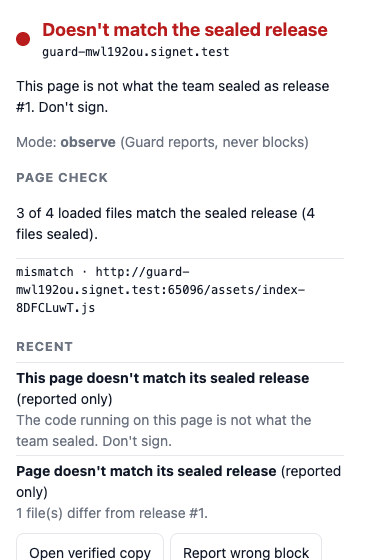 Doesn't match the sealed release
guard-mwl192ou.signet.test
This page is not what the team sealed as release
#1. Don't sign.
Mode: observe (Guard reports, never blocks)
PAGE CHECK
3 of 4 loaded files match the sealed release (4
files sealed).
mismatch · http://guard-
mwl192ou.signet.test:65096/assets/index-
8DFCLuwT.js
RECENT
This page doesn't match its sealed release
(reported only)
The code running on this page is not what the
team sealed. Don't sign.
Page doesn't match its sealed release (reported
only)
1 file(s) differ from release #1.
Open verified copy
Report wrong block